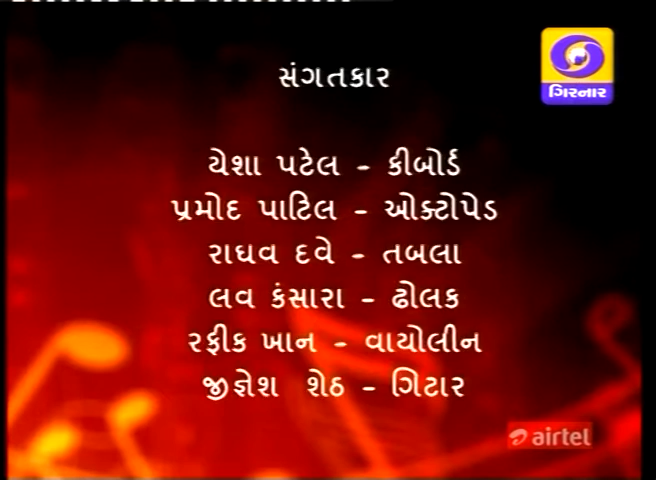 સંગતકાર
ગિરનાર
યેશા પટેલ - કીબોર્ડ
પ્રમોદ પાટિલ - ઓક્ટોપેડ
રાઘવ દવે - તબલા
લવ કંસારા - ઢોલક
રફીક ખાન - વાયોલીન
જીજ્ઞેશ શેઠ - ગિટાર
airtel